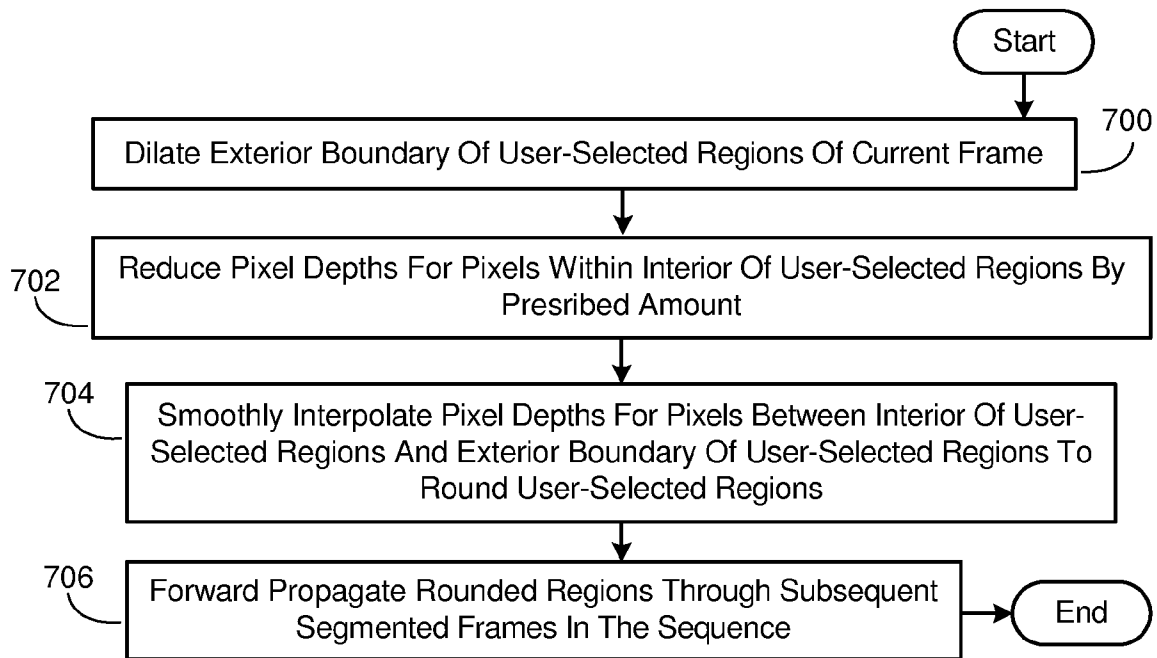 Start
700
Dilate Exterior Boundary Of User-Selected Regions Of Current Frame
702
Reduce Pixel Depths For Pixels Within Interior Of User-Selected Regions By
Presribed Amount
704
Smoothly Interpolate Pixel Depths For Pixels Between Interior Of User-
Selected Regions And Exterior Boundary Of User-Selected Regions To
Round User-Selected Regions
706
Forward Propagate Rounded Regions Through Subsequent
Segmented Frames In The Sequence
End